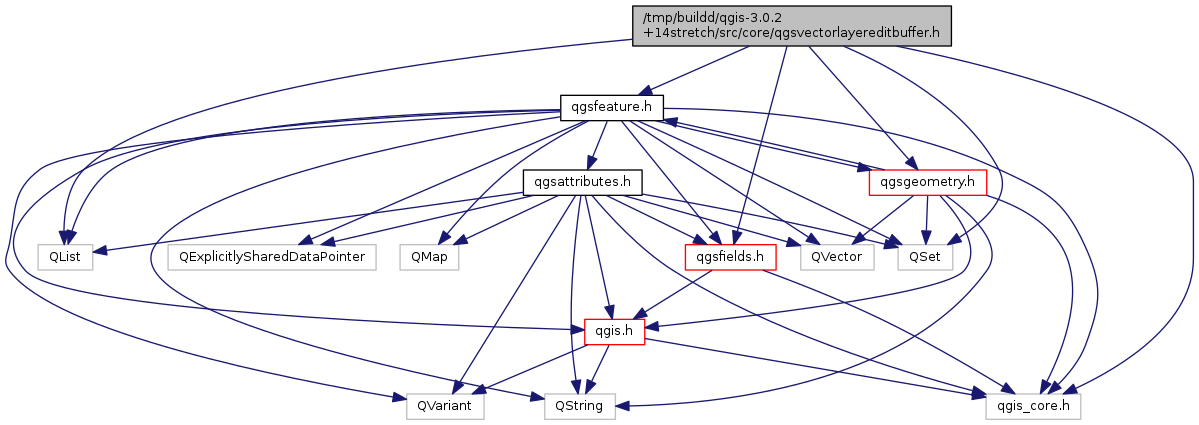 /tmp/buildd/qgis-3.0.2
+14stretch/src/core/qgsvectorlayereditbuffer.h
qgsfeature.h
qgsattributes.h
qgsgeometry.h
QList
QExplicitlySharedDataPointer
QMap
qgsfields.h
QVector
QSet
qgis.h
QVariant
QString
qgis_core.h